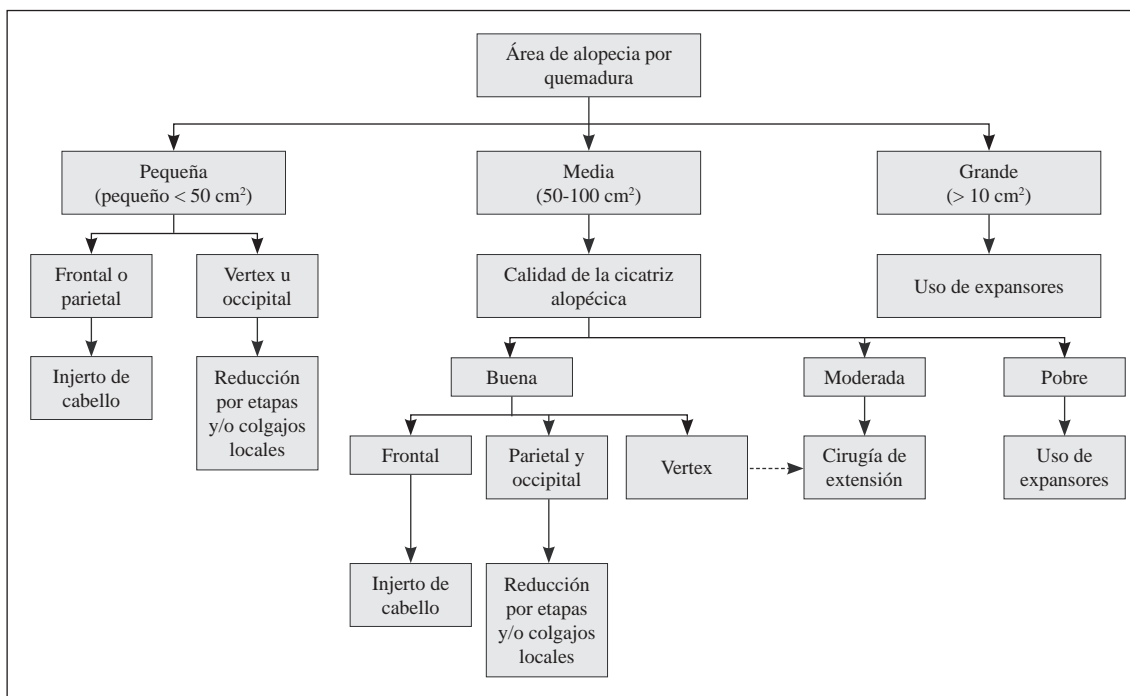 Área de alopecia por
quemadura
Pequeña
(pequeño < 50 cm²)
Media
(50-100 cm²)
Grande
(> 10 cm²)
Frontal o
parietal
Vertex u
occipital
Calidad de la cicatriz
alopécica
Uso de expansores
Injerto de
cabello
Reducción
por etapas
y/o colgajos
locales
Buena
Moderada
Pobre
Frontal
Parietal y
occipital
Vertex
Cirugía de
extensión
Uso de
expansores
Injerto de
cabello
Reducción
por etapas
y/o colgajos
locales